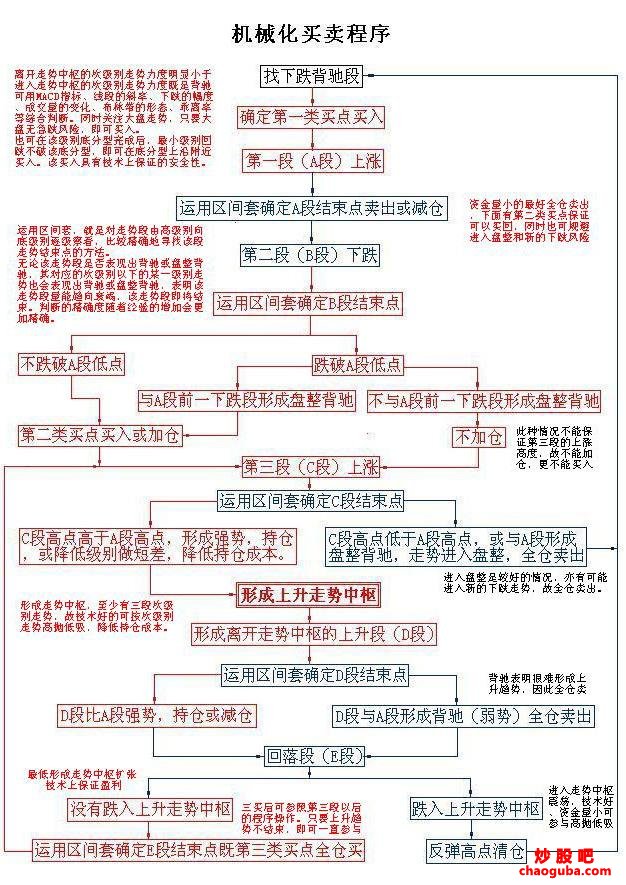 机械化买卖程序
找下跌背驰段
离开走势中枢的次级别走势力度明显小于
进入走势中枢的次级别走势力度既是背驰
可用MACD指标、线段的斜率、下跌的幅度
、成交量的变化、布林带的形态、乖离率
等综合判断。同时关注大盘走势，只要大
盘无急跌风险，即可买入。
也可在该级别底分型完成后，最小级别回
跌不破该底分型，即可在底分型上沿附近
买入。该买入具有技术上保证的安全性。
确定第一类买点买入
第一段（A段）上涨
运用区间套确定A段结束点卖出或减仓
资金量小的最好全仓卖出
，下面有第二类买点保证
可以买回，同时也可规避
进入盘整和新的下跌风险
运用区间套，就是对走势段由高级别向
底级别逐级察看，比较精确地寻找该段
走势结束点的方法。
无论该走势段是否表现出背驰或盘整背
驰，其对应的次级别以下的某一级别走
势也会表现出背驰或盘整背驰，表明该
走势段量能趋向衰竭，该走势段即将结
束。判断的精确度随着经验的增加会更
加精确。
第二段（B段）下跌
运用区间套确定B段结束点
不跌破A段低点
跌破A段低点
与A段前一下跌段形成盘整背驰
不与A段前一下跌段形成盘整背驰
第二类买点买入或加仓
不加仓
此种情况不能保
证第三段的上涨
高度，故不能加
仓，更不能买入
第三段（C段）上涨
运用区间套确定C段结束点
C段高点高于A段高点，形成强势，持仓
，或降低级别做短差，降低持仓成本。
C段高点低于A段高点，或与A段形成
盘整背驰，走势进入盘整，全仓卖出
进入盘整是较好的情况，亦有可能
进入新的下跌走势，故全仓卖出。
形成上升走势中枢
形成走势中枢，至少有三段次级
别走势，故技术好的可按次级别
走势高抛低吸，降低持仓成本。
形成离开走势中枢的上升段（D段）
运用区间套确定D段结束点
背驰表明很难形成上
升趋势，因此全仓卖
D段比A段强势，持仓或减仓
D段与A段形成背驰（弱势）全仓卖出
回落段（E段）
最低形成走势中枢扩张
技术上保证盈利
没有跌入上升走势中枢
三买后可参照第三段以后
的程序操作。只要上升趋
势不结束，即可一直参与
跌入上升走势中枢
进入走势中枢
震荡，技术好
、资金量小可
参与高抛低吸
运用区间套确定E段结束点既第三类买点全仓买
反弹高点清仓
炒股吧
chaoguba.com